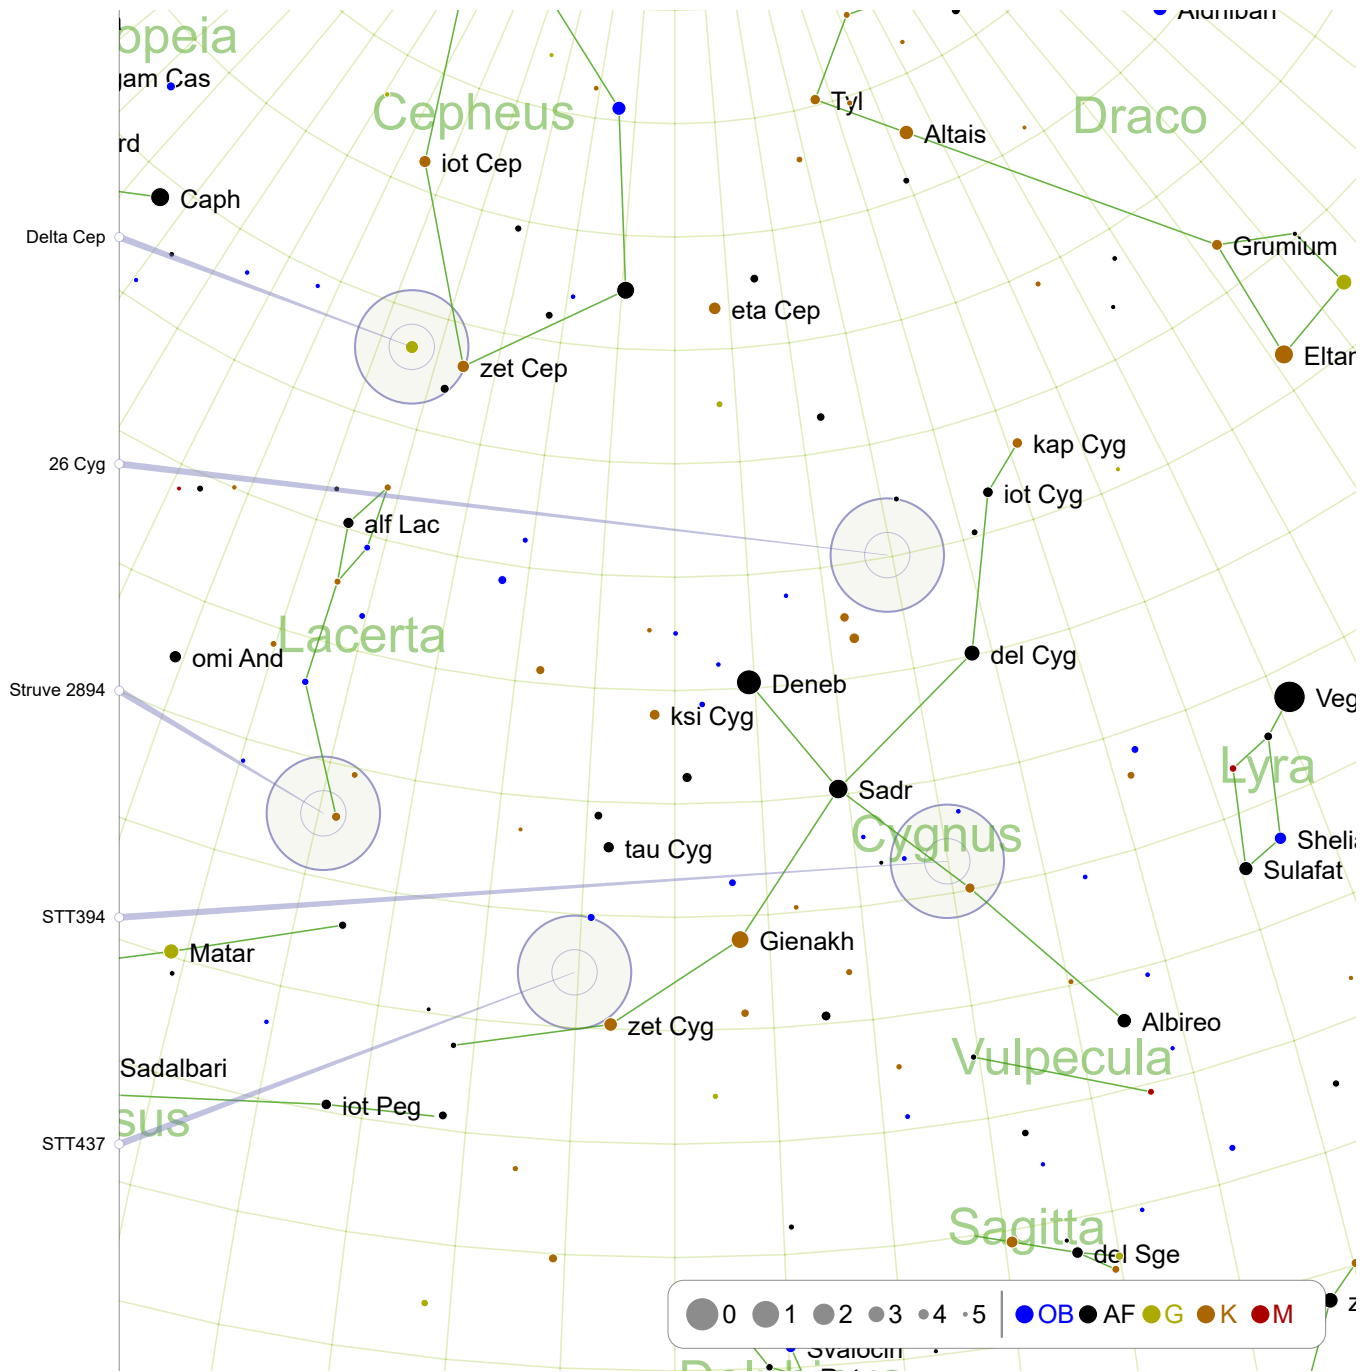 Aldhibah
opeia
gam Cas
Cepheus
Tyl
Draco
Altais
rd
iot Cep
Caph
Delta Cep
Grumium
eta Cep
Eltar
zet Cep
kap Cyg
26 Cyg
iot Cyg
alf Lac
Lacerta
omi And
del Cyg
Deneb
Struve 2894
Veg
ksi Cyg
Lyra
Sadr
Cygnus
Shelia
tau Cyg
Sulafat
STT394
Gienakh
Matar
zet Cyg
Albireo
Vulpecula
Sadalbari
iot Peg
sus
STT437
Sagitta
del Sge
z
0 1 2 3 4 5 OB AF G K M
Svalocin